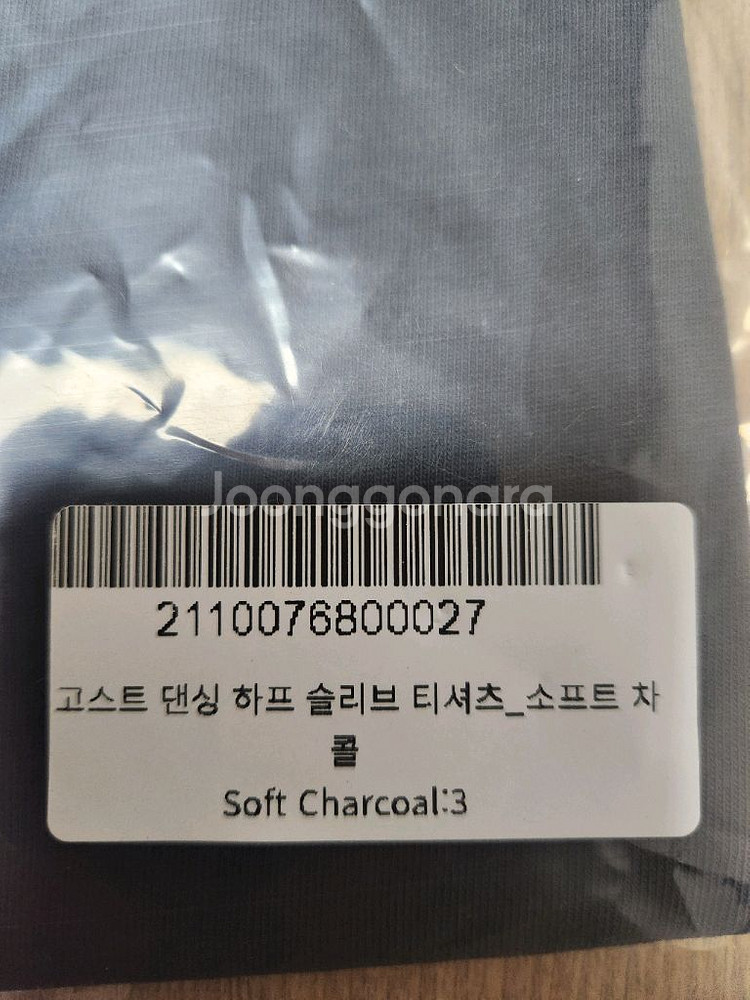 Joonggonara
2110076800027
고스트 댄싱 하프 슬리브 티셔츠_소프트 차
콜
Soft Charcoal:3